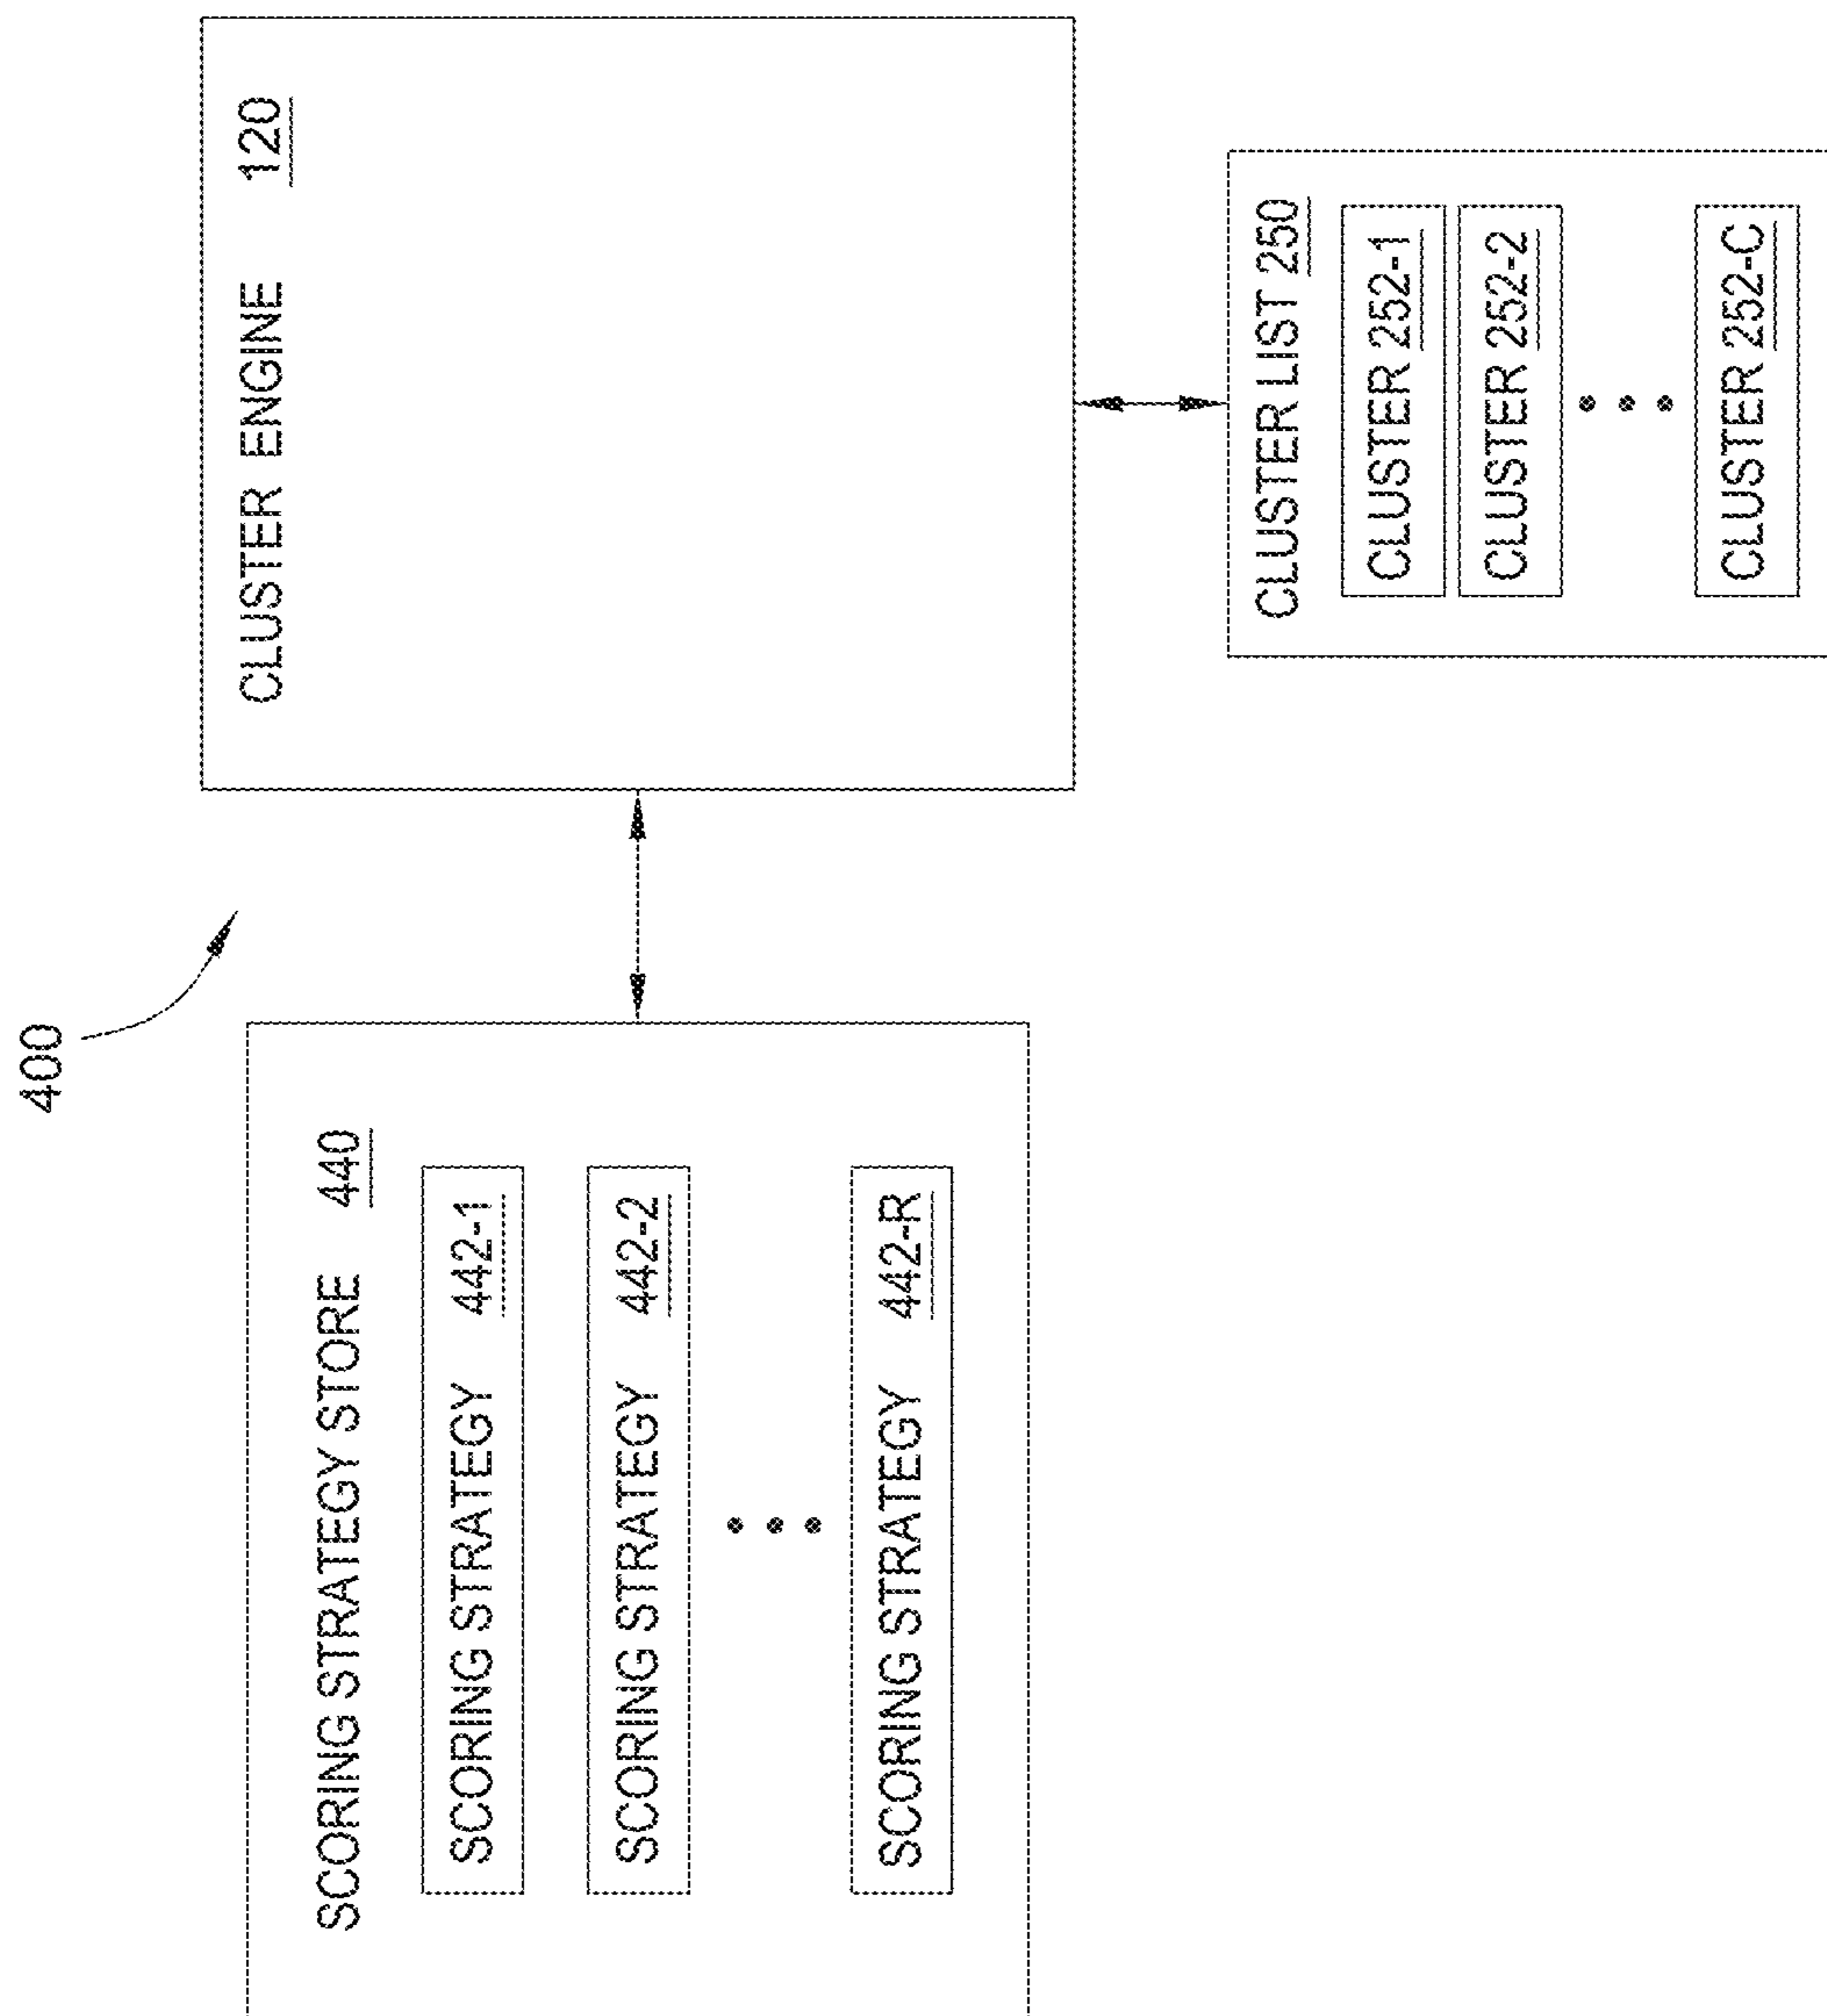 400
SCORING STRATEGY STORE 440
SCORING STRATEGY 442-1
SCORING STRATEGY 442-2
SCORING STRATEGY 442-R
CLUSTER ENGINE 120
CLUSTER LIST 250
CLUSTER 252-1
CLUSTER 252-2
CLUSTER 252-C